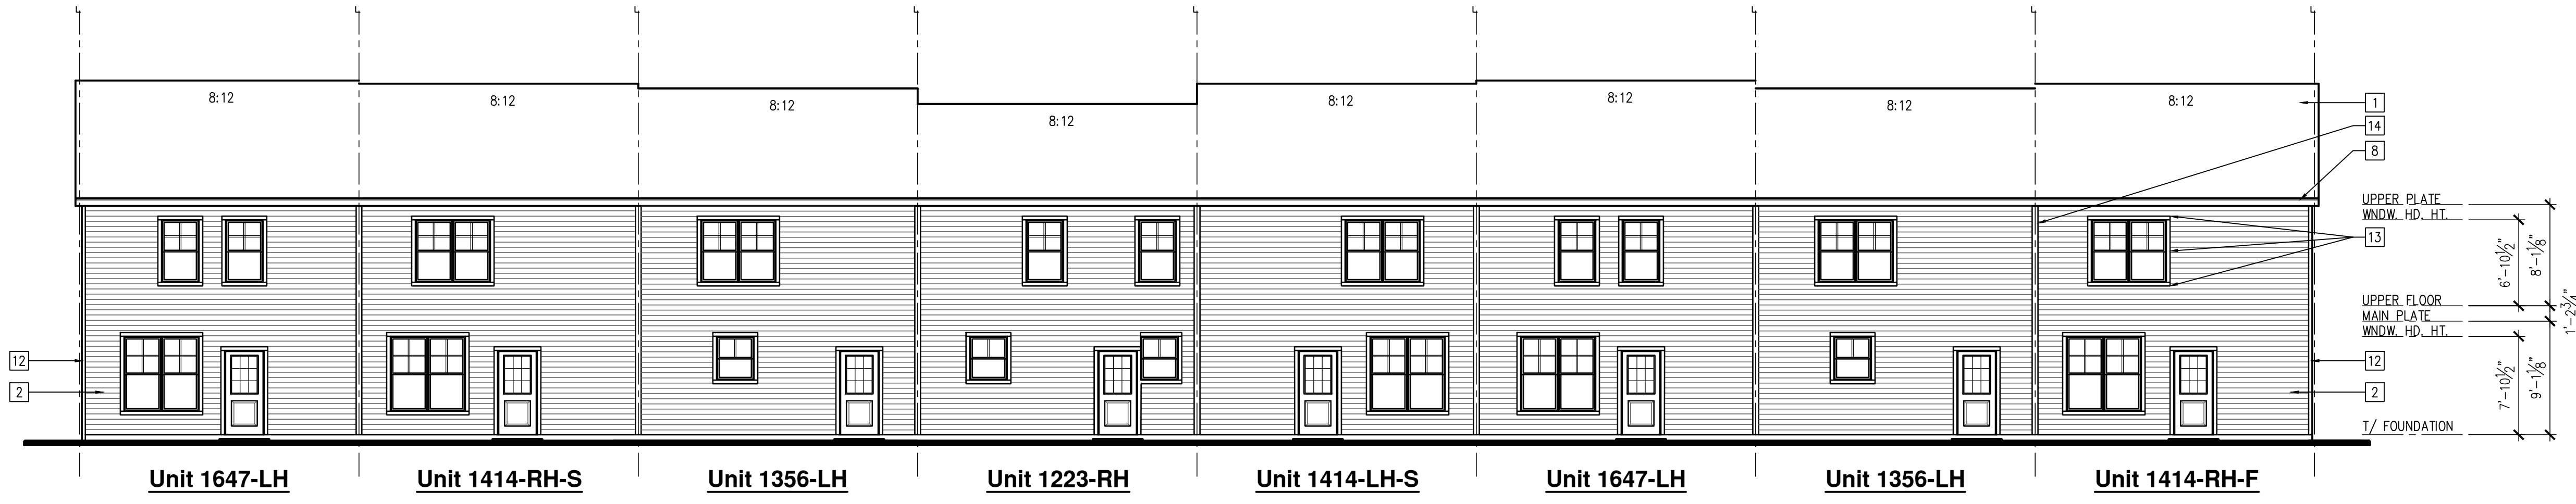 8:12
8:12
8:12
8:12
8:12
8:12
8:12
8:12
1
14
8
13
12
2
12
2
UPPER PLATE
WNDW. HD. HT.
UPPER FLOOR
MAIN PLATE
WNDW. HD. HT.
T/ FOUNDATION
6'-10½"
8'-1⅛"
1'-2¾"
7'-10½"
9'-1⅛"
Unit 1647-LH
Unit 1414-RH-S
Unit 1356-LH
Unit 1223-RH
Unit 1414-LH-S
Unit 1647-LH
Unit 1356-LH
Unit 1414-RH-F